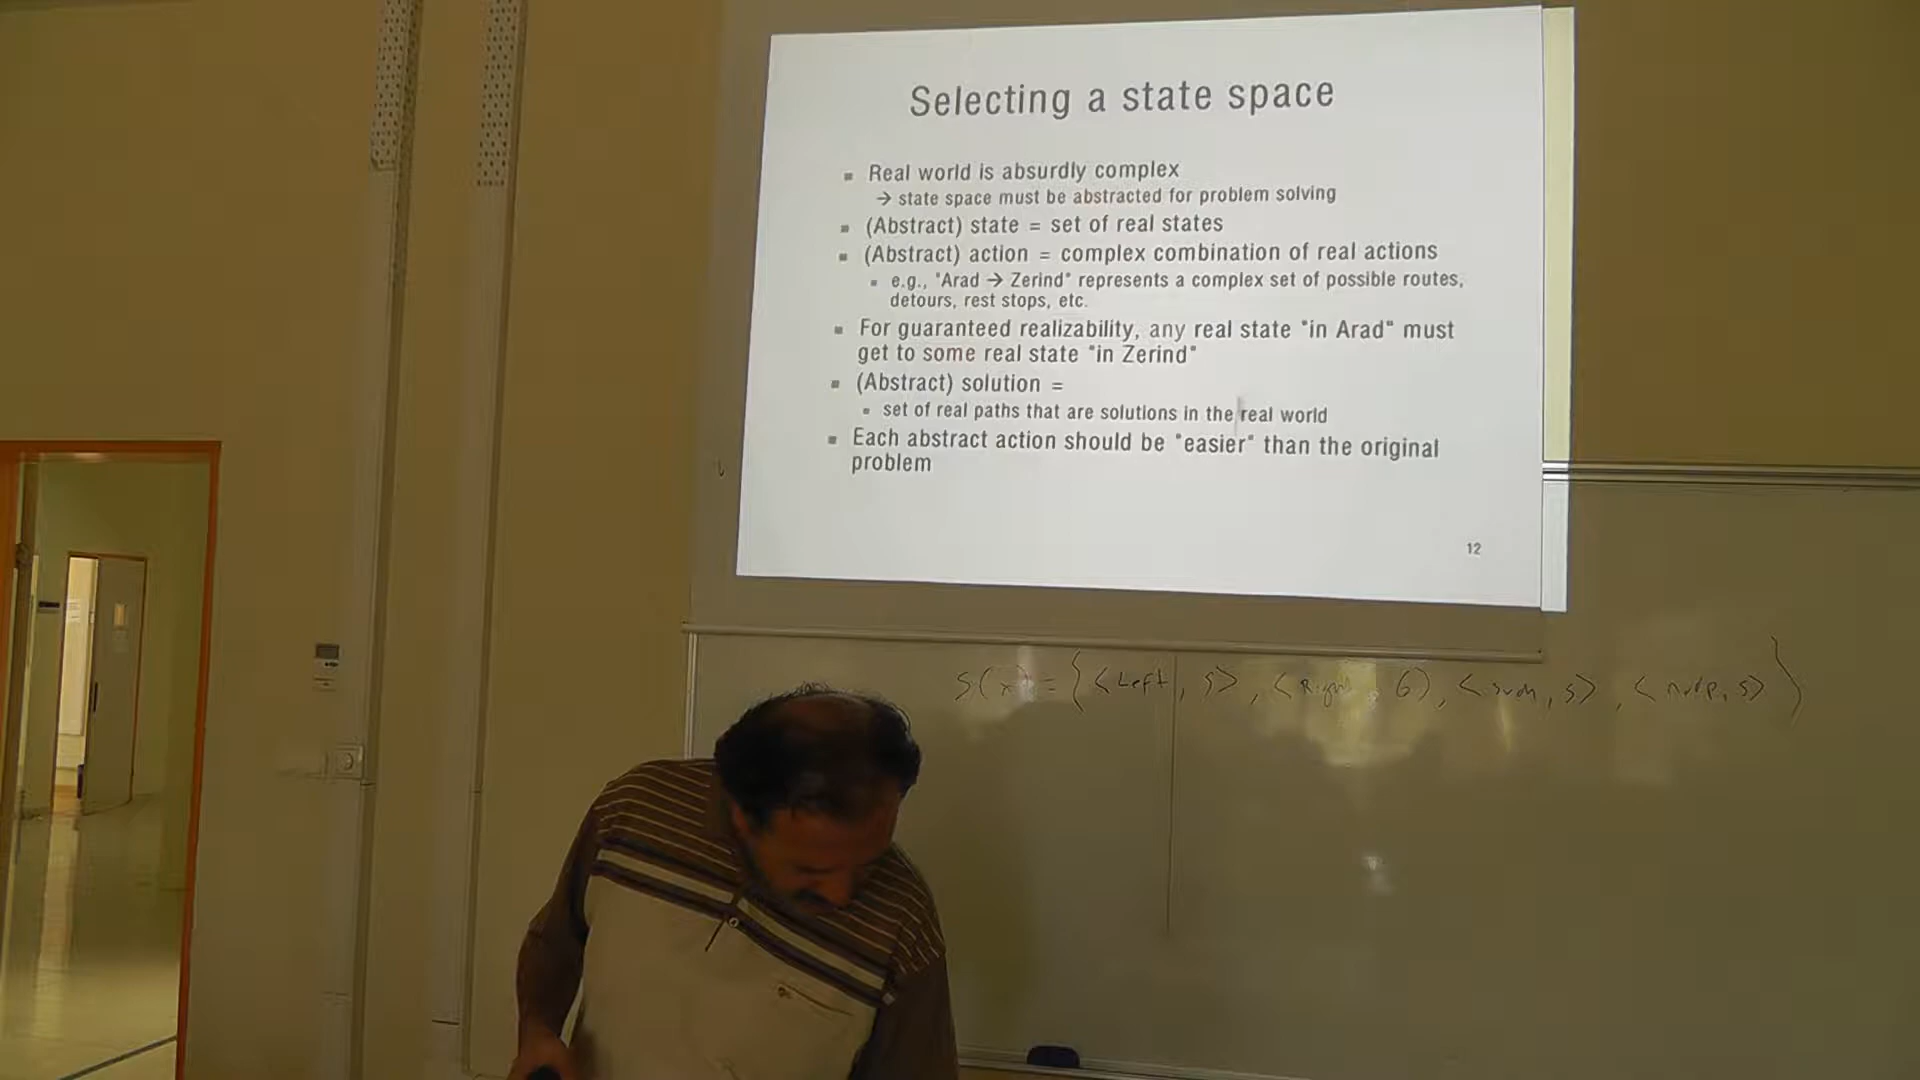 Selecting a state space
▪ Real world is absurdly complex
→ state space must be abstracted for problem solving
▪ (Abstract) state = set of real states
▪ (Abstract) action = complex combination of real actions
▪ e.g., "Arad → Zerind" represents a complex set of possible routes,
detours, rest stops, etc.
▪ For guaranteed realizability, any real state "in Arad" must
get to some real state "in Zerind"
▪ (Abstract) solution =
▪ set of real paths that are solutions in the real world
▪ Each abstract action should be "easier" than the original
problem
12
S(x) = {<Left, 5>, <Right, 6>, <such, 5>, < , 5>}